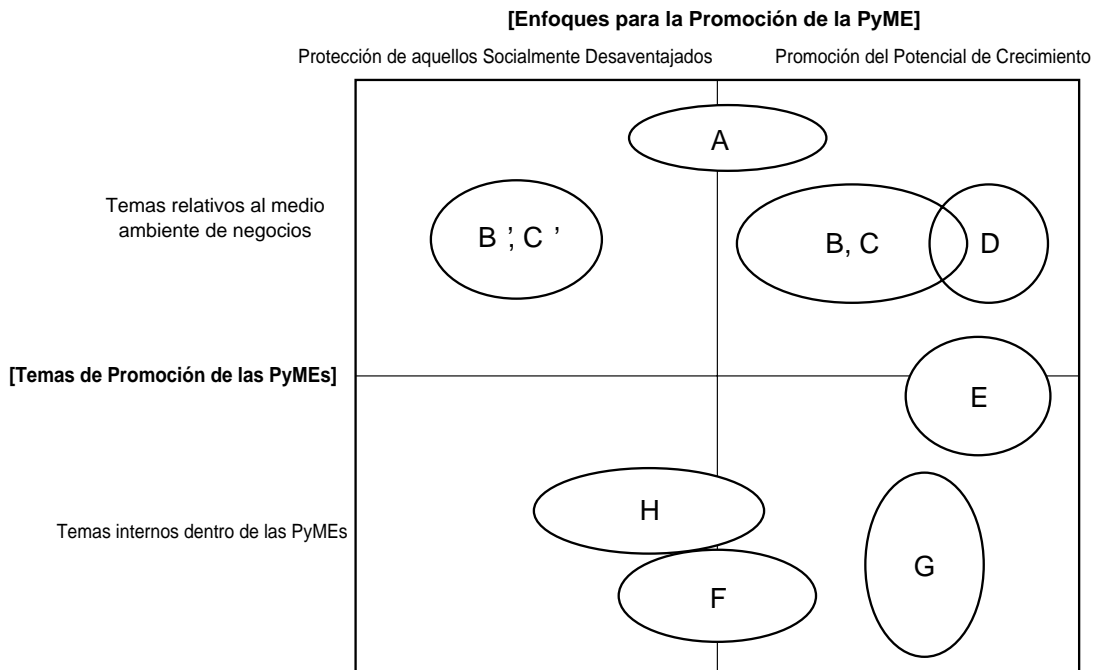 [Enfoques para la Promoción de la PyME]
Protección de aquellos Socialmente Desaventajados
Promoción del Potencial de Crecimiento
A
Temas relativos al medio
ambiente de negocios
B ’, C ’
B, C
D
[Temas de Promoción de las PyMEs]
E
H
Temas internos dentro de las PyMEs
G
F